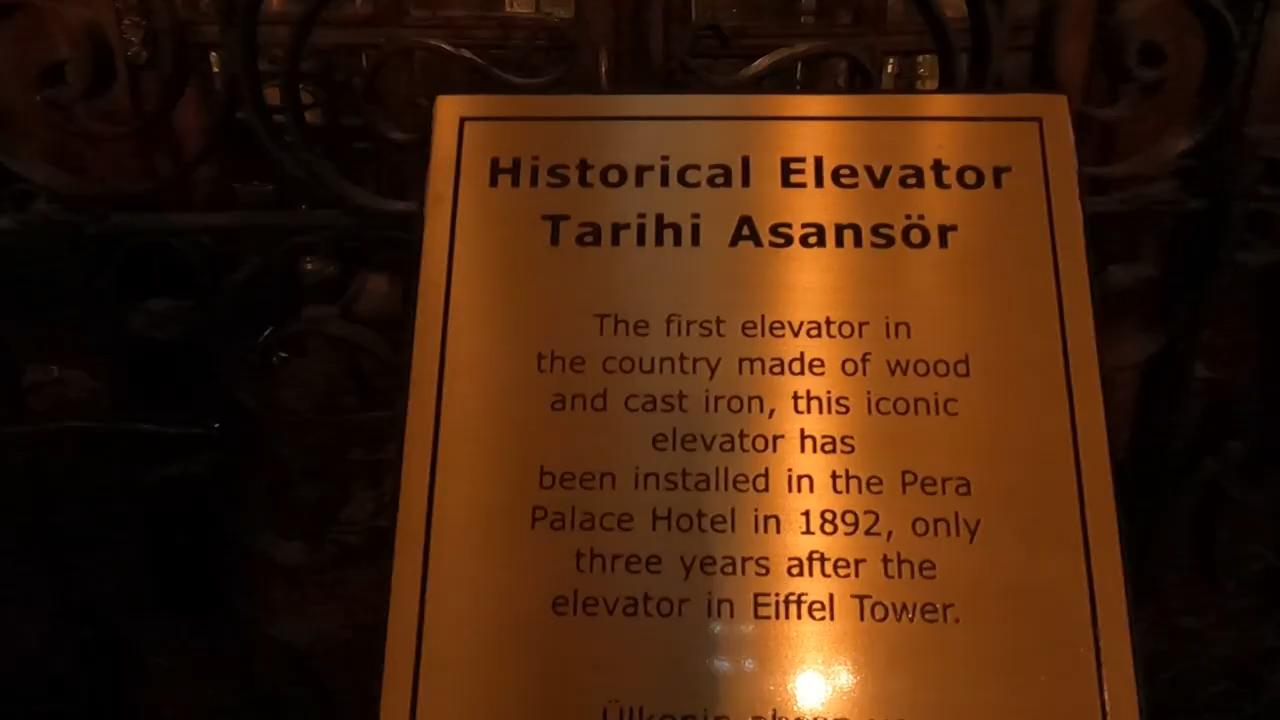 Historical Elevator
Tarihi Asansör
The first elevator in
the country made of wood
and cast iron, this iconic
elevator has
been installed in the Pera
Palace Hotel in 1892, only
three years after the
elevator in Eiffel Tower.